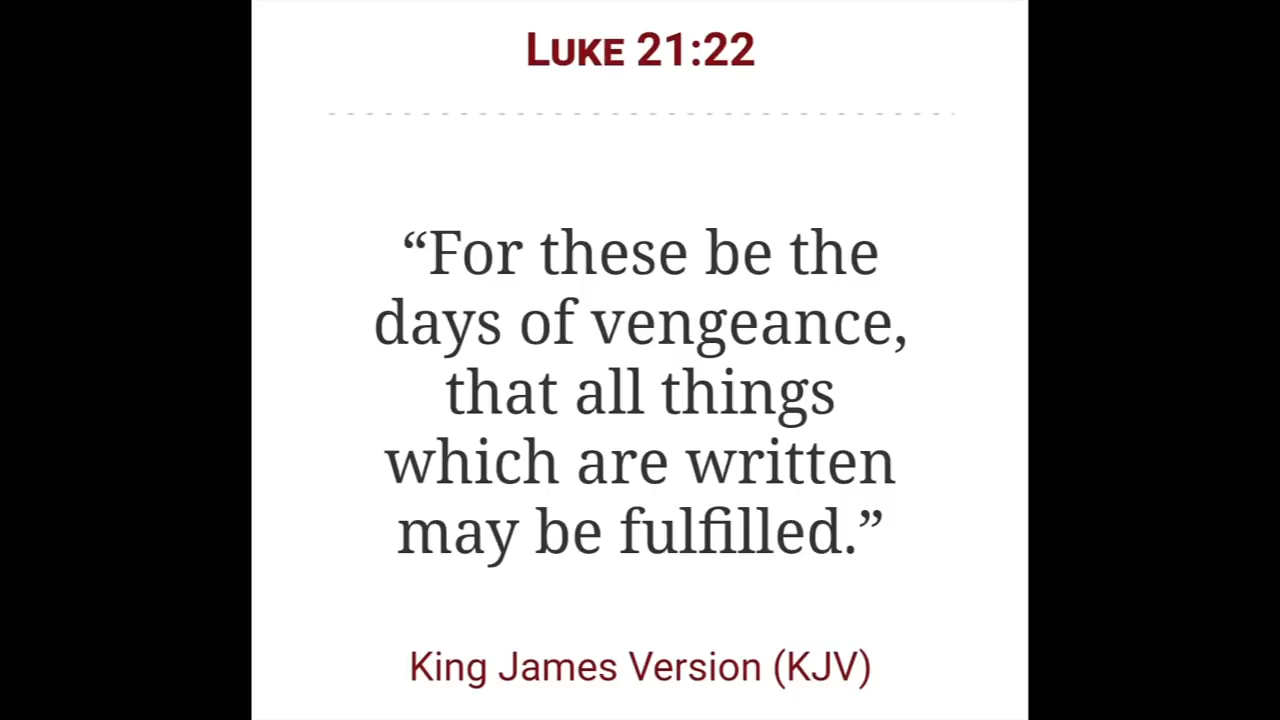 LUKE 21:22
“For these be the
days of vengeance,
that all things
which are written
may be fulfilled.”
King James Version (KJV)